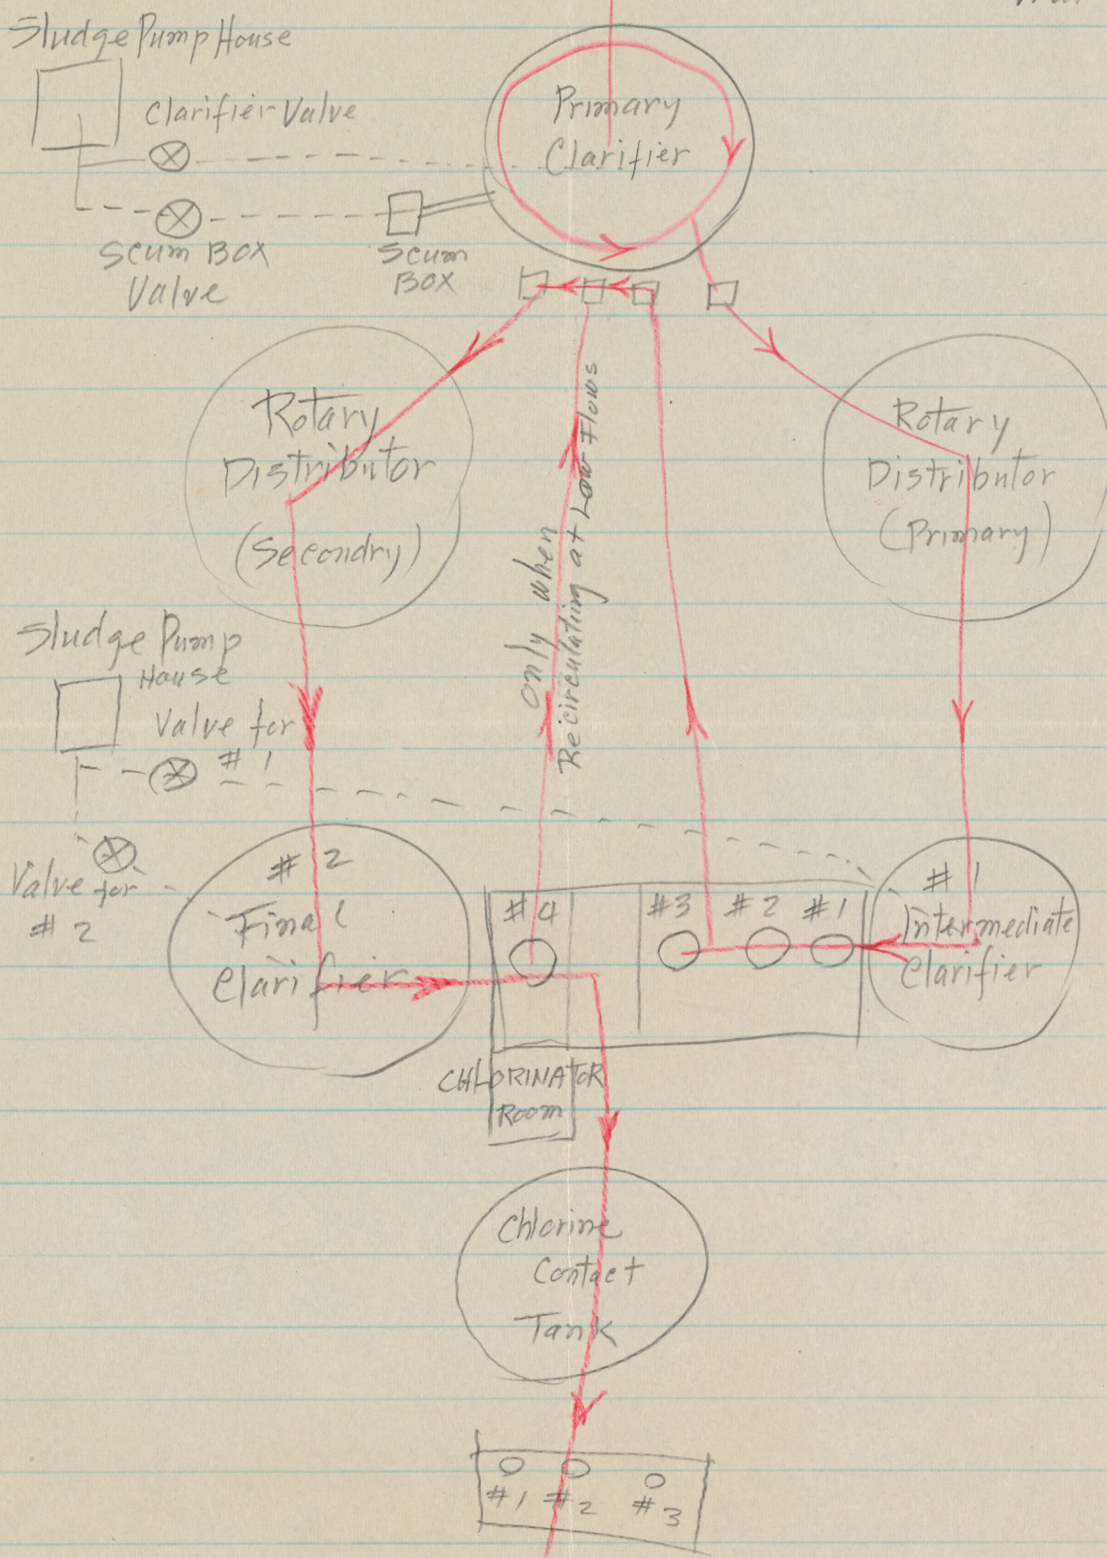 Sludge Pump House
Clarifier Valve
Primary
Clarifier
Scum Box
Valve
Scum
Box
Rotary
Distributor
(Secondry)
Rotary
Distributor
(Primary)
only when
Recirculating at Low Flows
Sludge Pump
House
Valve for
# 1
Valve for
# 2
# 2
Final
Clarifier
#4
#3
#2
#1
# 1
Intermediate
Clarifier
CHLORINATOR
Room
Chlorine
Contact
Tank
#1
#2
#3